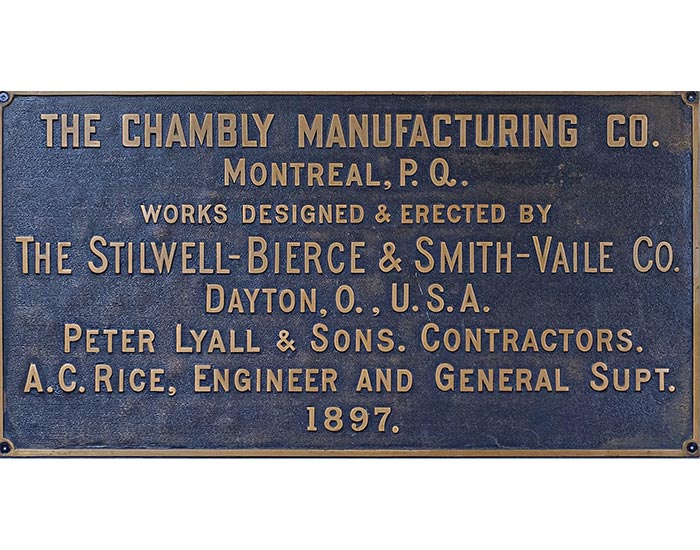 THE CHAMBLY MANUFACTURING CO.
MONTREAL, P. Q.
WORKS DESIGNED & ERECTED BY
THE STILWELL-BIERCE & SMITH-VAILE CO.
DAYTON, O., U. S. A.
PETER LYALL & SONS. CONTRACTORS.
A. C. RICE, ENGINEER AND GENERAL SUPT.
1897.